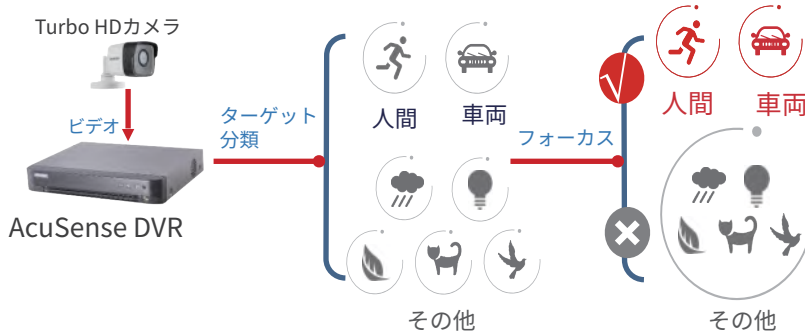 Turbo HDカメラ
ビデオ
AcuSense DVR
ターゲット
分類
人間
車両
その他
フォーカス
人間
車両
その他